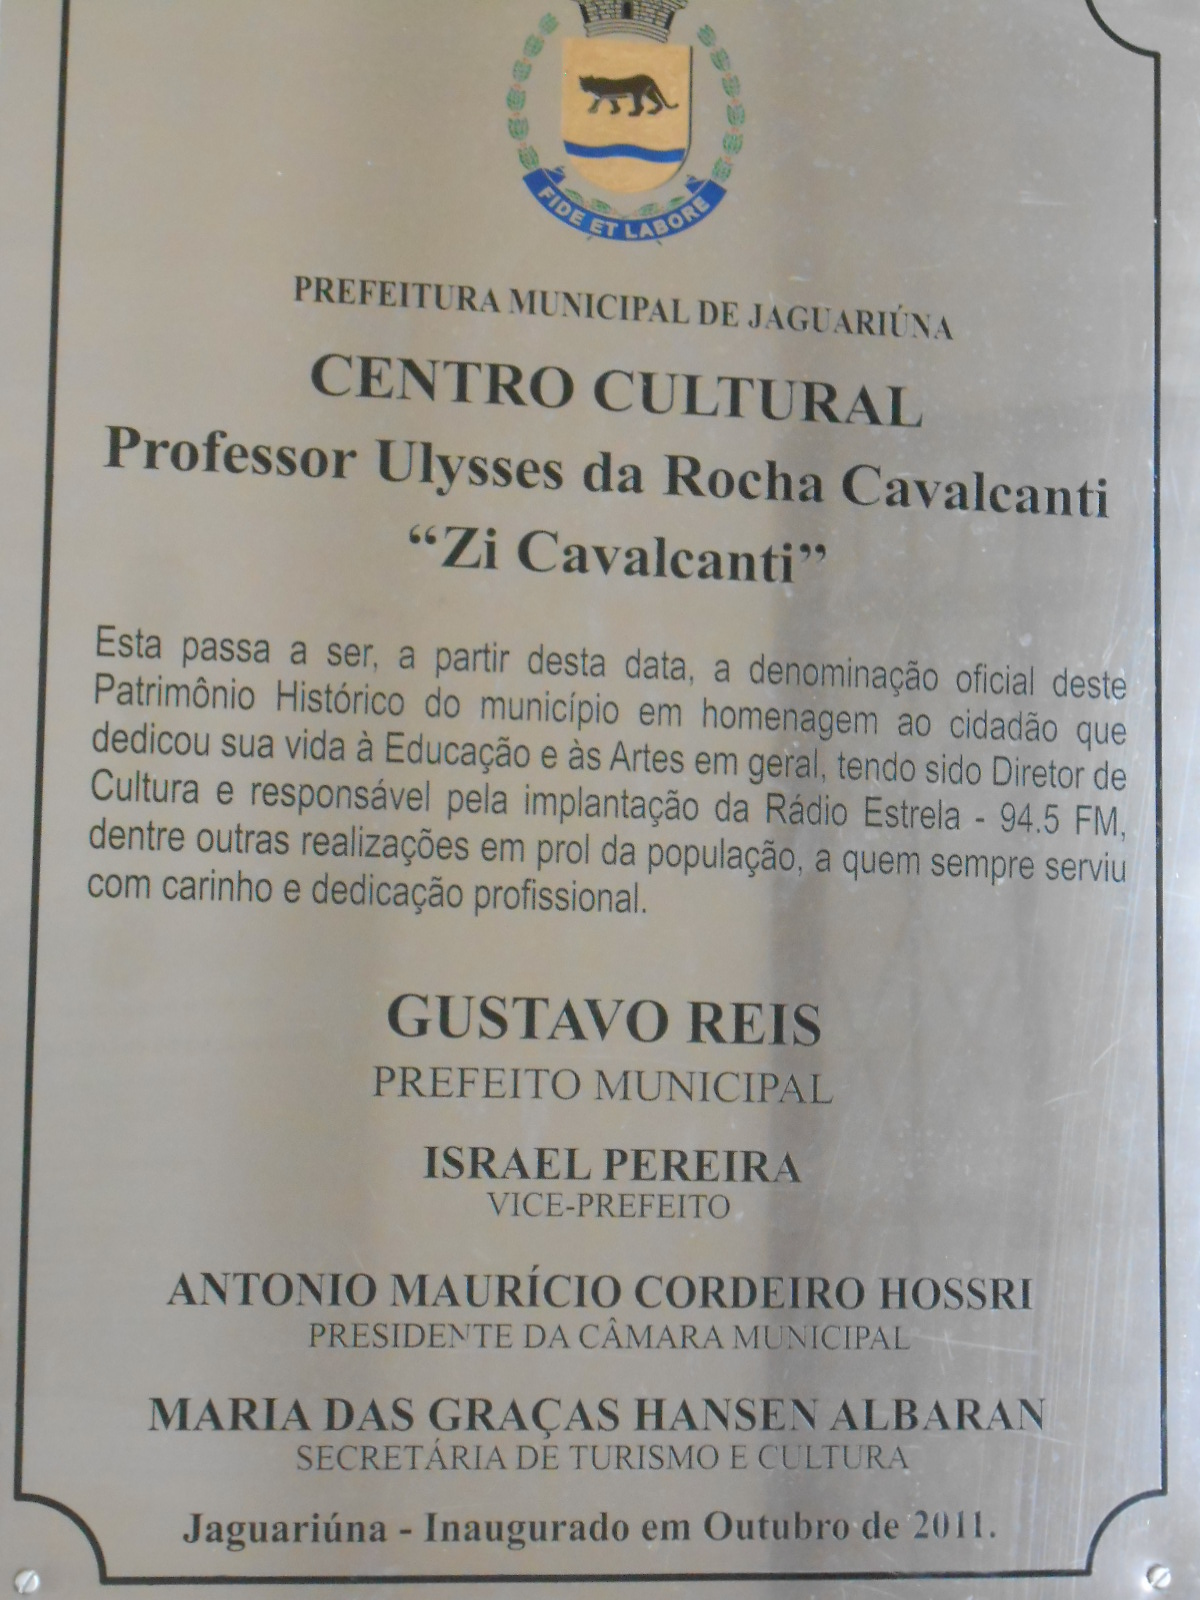 FIDE ET LABORE
PREFEITURA MUNICIPAL DE JAGUARIÚNA
CENTRO CULTURAL
Professor Ulysses da Rocha Cavalcanti
“Zi Cavalcanti”
Esta passa a ser, a partir desta data, a denominação oficial deste
Patrimônio Histórico do município em homenagem ao cidadão que
dedicou sua vida à Educação e às Artes em geral, tendo sido Diretor de
Cultura e responsável pela implantação da Rádio Estrela - 94.5 FM,
dentre outras realizações em prol da população, a quem sempre serviu
com carinho e dedicação profissional.
GUSTAVO REIS
PREFEITO MUNICIPAL
ISRAEL PEREIRA
VICE-PREFEITO
ANTONIO MAURÍCIO CORDEIRO HOSSRI
PRESIDENTE DA CÂMARA MUNICIPAL
MARIA DAS GRAÇAS HANSEN ALBARAN
SECRETÁRIA DE TURISMO E CULTURA
Jaguariúna - Inaugurado em Outubro de 2011.